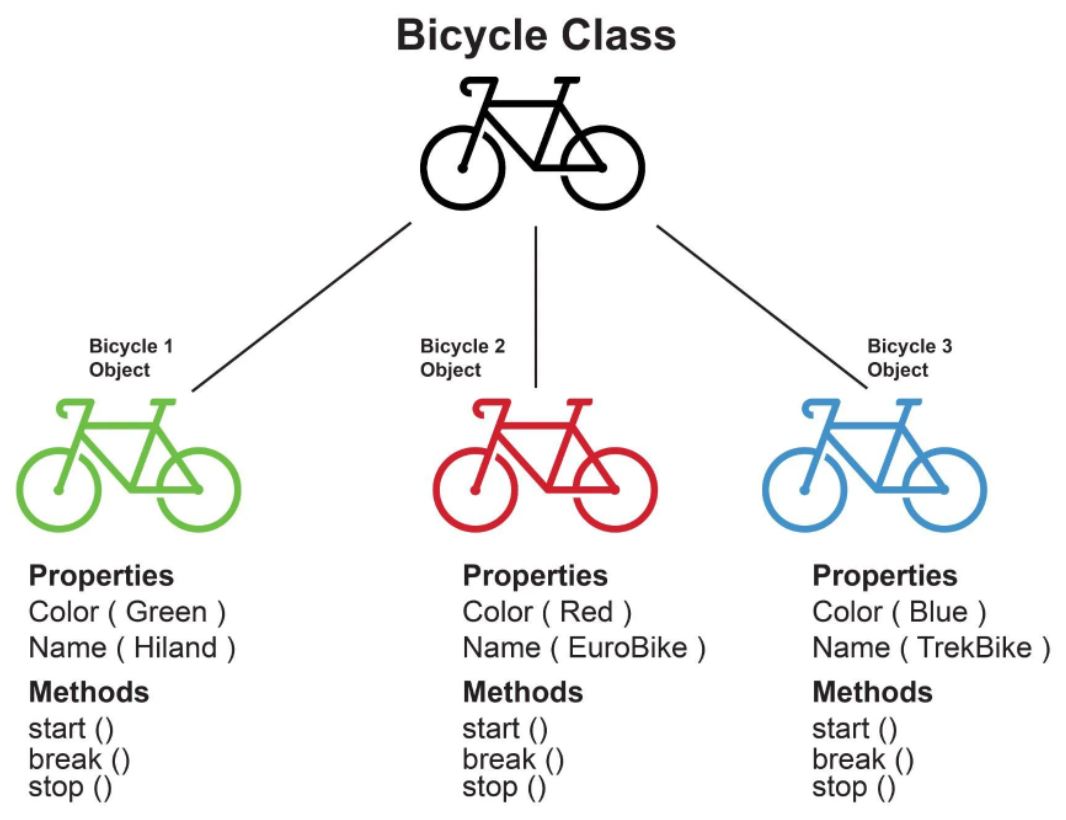 Bicycle Class
Bicycle 1
Object
Bicycle 2
Object
Bicycle 3
Object
Properties
Color ( Green )
Name ( Hiland )
Methods
start ()
break ()
stop ()
Properties
Color ( Red )
Name ( EuroBike )
Methods
start ()
break ()
stop ()
Properties
Color ( Blue )
Name ( TrekBike )
Methods
start ()
break ()
stop ()